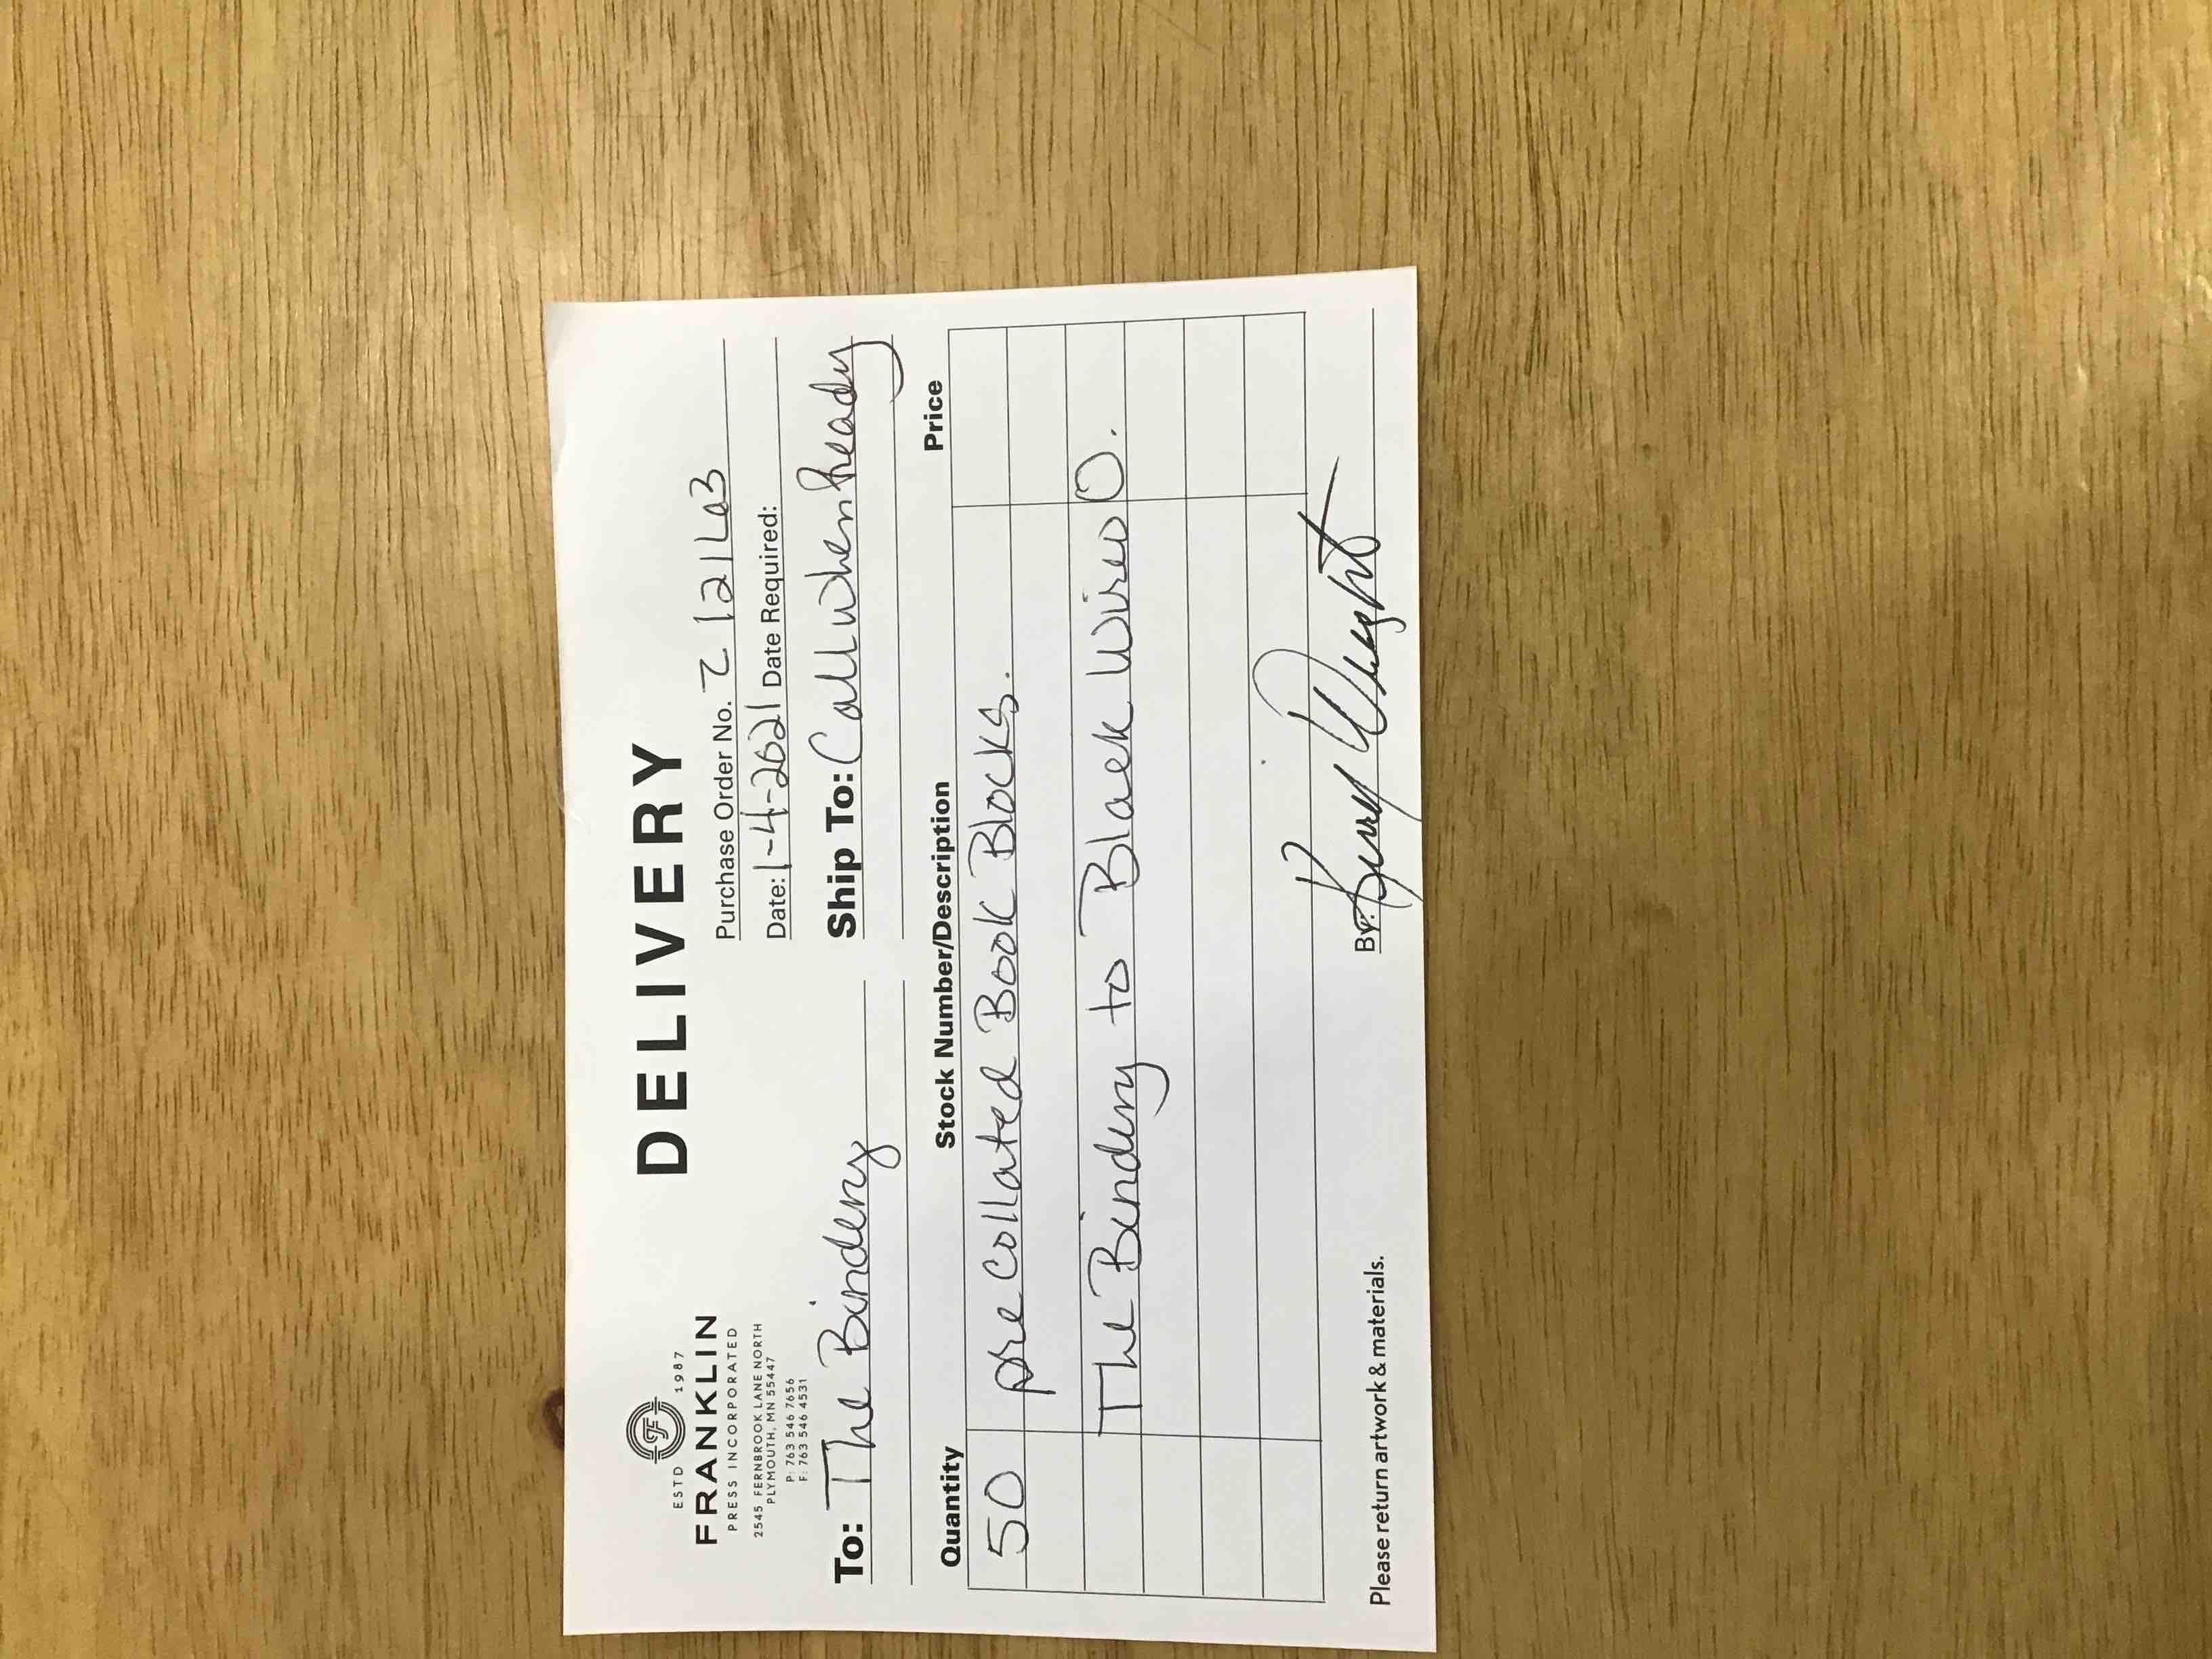 ESTD 1987
FRANKLIN
PRESS INCORPORATED
2545 FERNBROOK LANE NORTH
PLYMOUTH, MN 55447
P: 763 546 7656
F: 763 546 4531
DELIVERY
Purchase Order No.
Date: 1-4-2021 Date Required:
To: The Bindery
Ship To: Call when Ready
Quantity Stock Number/Description Price
50 pre Collated Book Blocks.
The Bindery to Black Wire O.
Please return artwork & materials.
By: